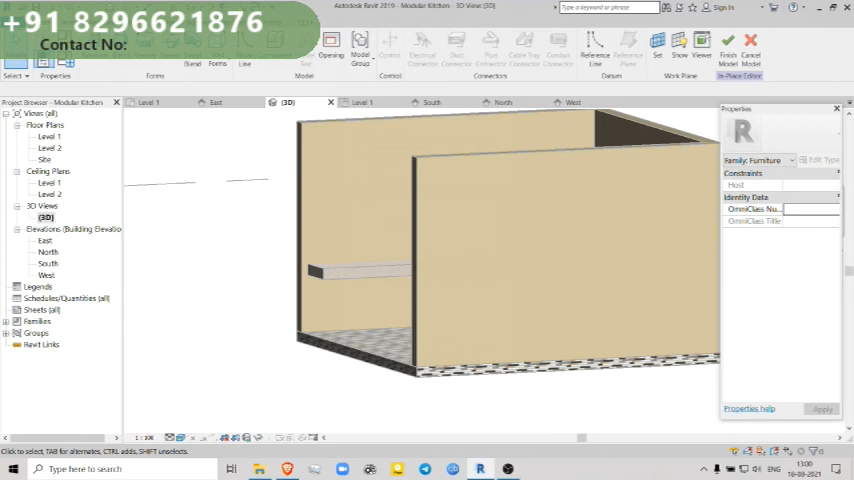 +91 8296621876
Contact No:
Autodesk Revit 2019 - Modular Kitchen - 3D View: {3D}
Type a keyword or phrase
Sign In
Select
Properties
Blend
Forms
Forms
Line
Model
Group
Model
Opening
Control
Control
Electrical
Connector
Duct
Connector
Pipe
Connector
Cable Tray
Connector
Conduit
Connector
Connectors
Reference
Line
Reference
Plane
Datum
Set
Show
Viewer
Work Plane
Finish
Model
Cancel
Model
In-Place Editor
Project Browser - Modular Kitchen
Level 1
East
{3D}
Level 1
South
North
West
Views (all)
Floor Plans
Level 1
Level 2
Site
Ceiling Plans
Level 1
Level 2
3D Views
{3D}
Elevations (Building Elevation
East
North
South
West
Legends
Schedules/Quantities (all)
Sheets (all)
Families
Groups
Revit Links
Properties
R
Family: Furniture
Edit Type
Constraints
Host
Identity Data
OmniClass Nu...
OmniClass Title
Properties help
Apply
1 : 100
Click to select, TAB for alternates, CTRL adds, SHIFT unselects.
Type here to search
ENG
13:00
18-08-2021